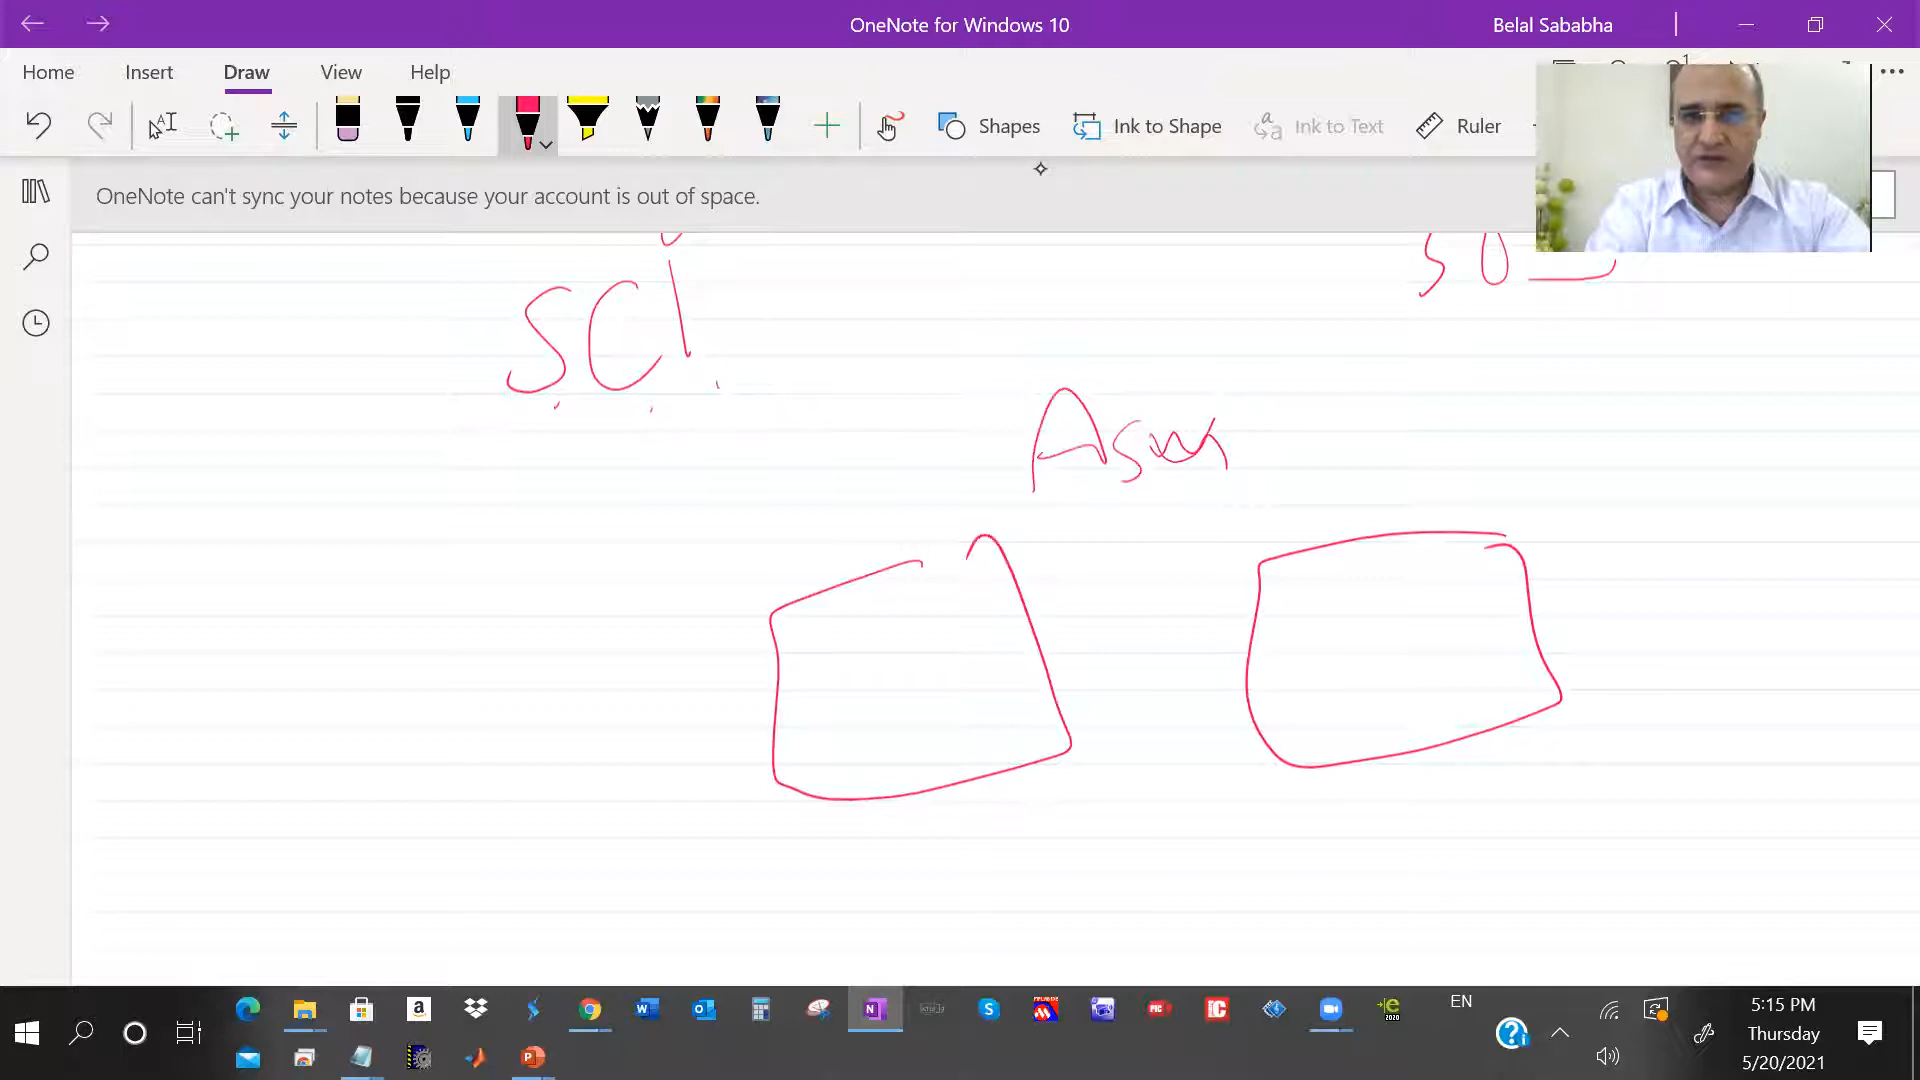 OneNote for Windows 10
Belal Sababha
Home Insert Draw View Help
Shapes Ink to Shape Ink to Text Ruler
OneNote can't sync your notes because your account is out of space.
SCI
EN
5:15 PM
Thursday
5/20/2021